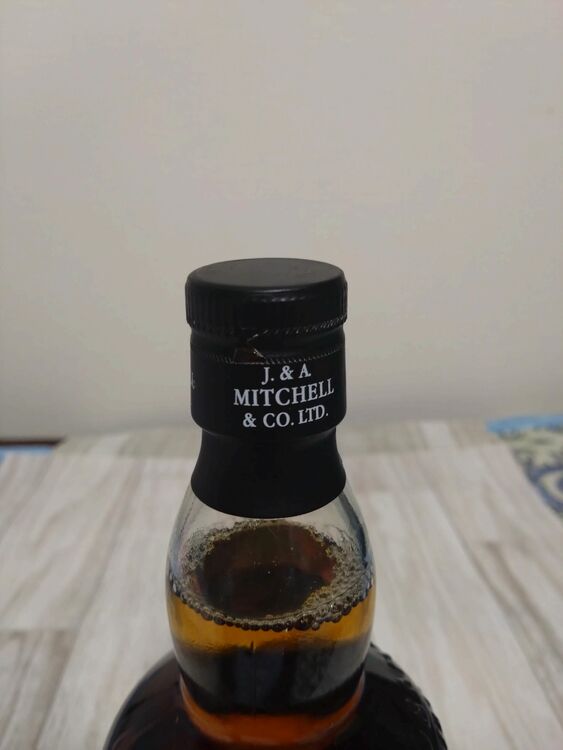 J. & A.
MITCHELL
& CO. LTD.